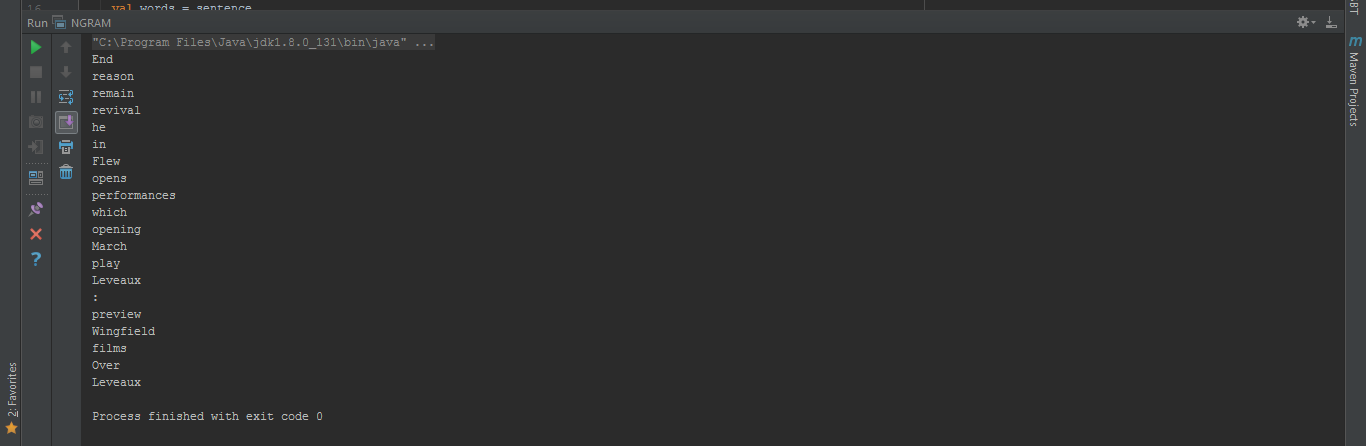 16 val words = sentence
Run NGRAM
"C:\Program Files\Java\jdk1.8.0_131\bin\java" ...
End
reason
remain
revival
he
in
Flew
opens
performances
which
opening
March
play
Leveaux
:
preview
Wingfield
films
Over
Leveaux
Process finished with exit code 0
2: Favorites
Maven Projects